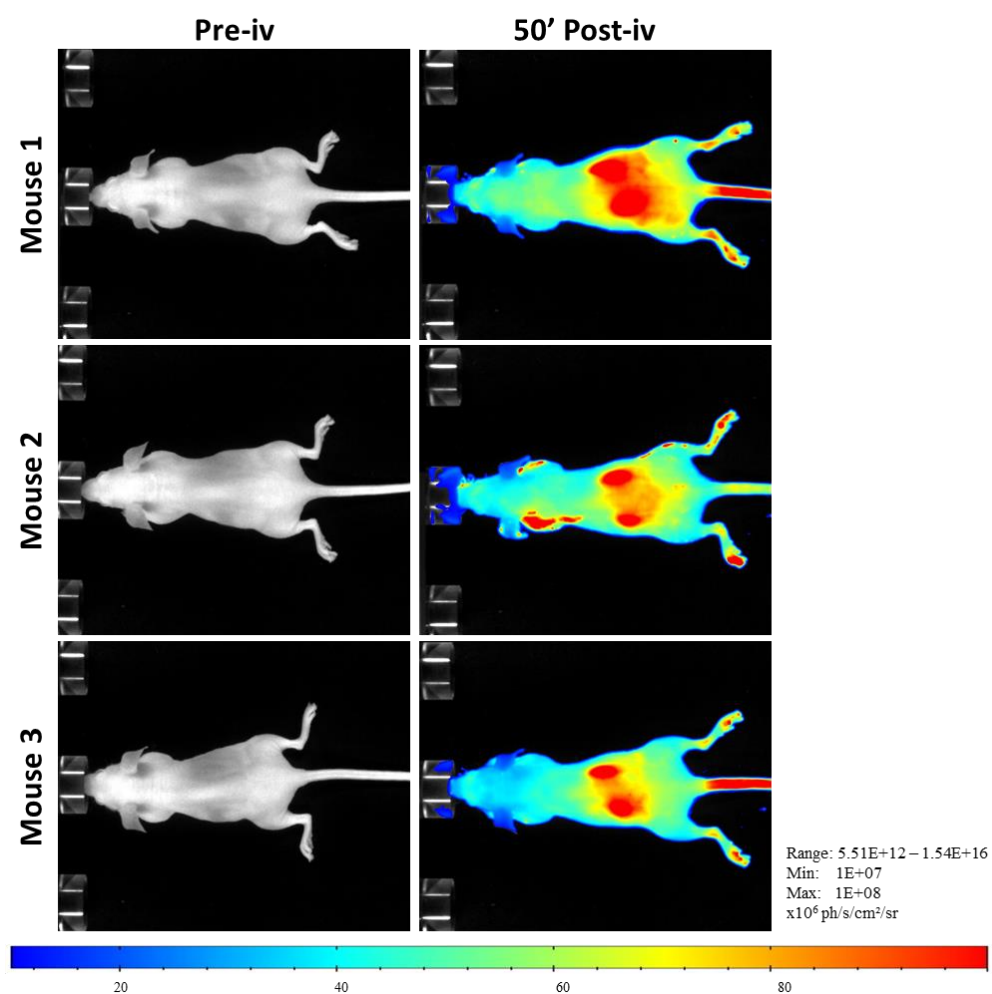 Pre-iv
50’ Post-iv
Mouse 1
Mouse 2
Mouse 3
Range: 5.51E+12 – 1.54E+16
Min: 1E+07
Max: 1E+08
x10⁶ ph/s/cm²/sr
20 40 60 80